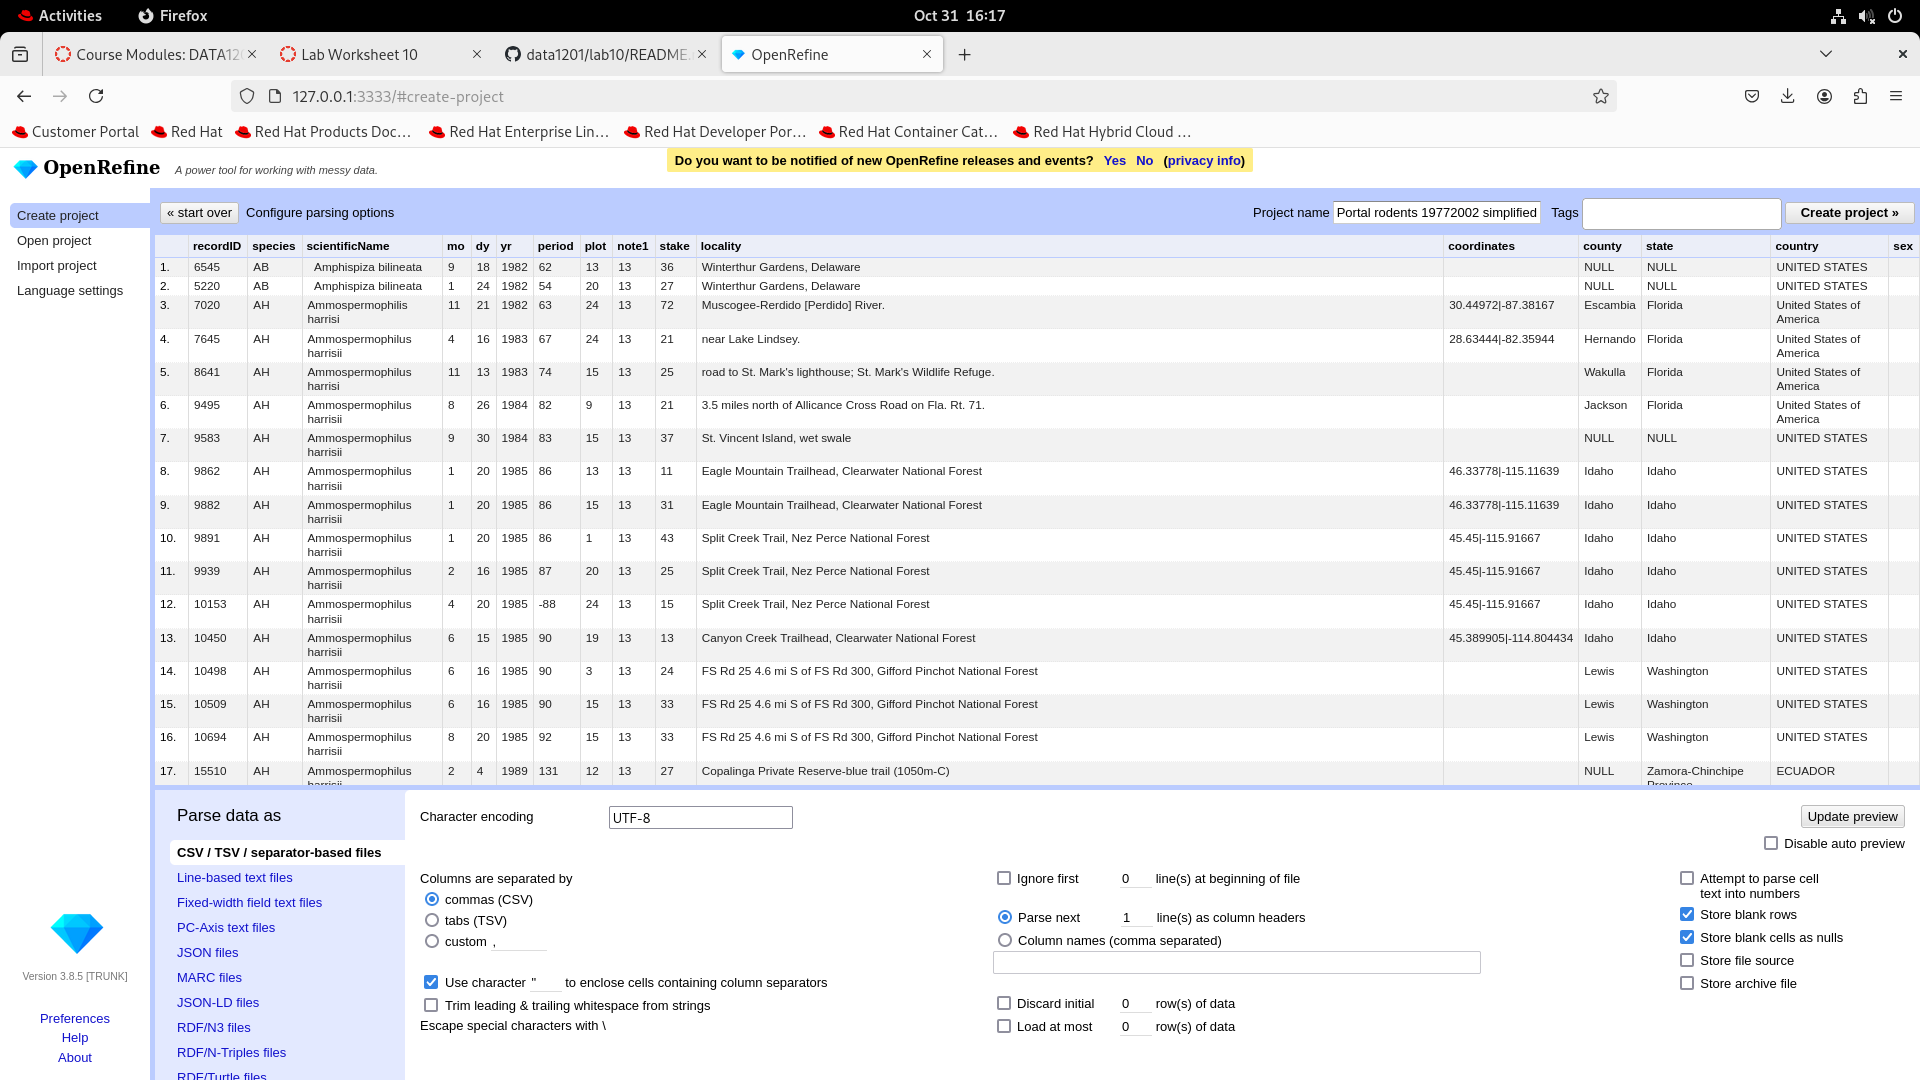 Activities Firefox Oct 31 16:17
Course Modules: DATA12 Lab Worksheet 10 data1201/lab10/README. OpenRefine
127.0.0.1:3333/#create-project
Customer Portal Red Hat Red Hat Products Doc… Red Hat Enterprise Lin… Red Hat Developer Por… Red Hat Container Cat… Red Hat Hybrid Cloud …
OpenRefine A power tool for working with messy data. Do you want to be notified of new OpenRefine releases and events? Yes No (privacy info)
Create project
Open project
Import project
Language settings
« start over Configure parsing options Project name Portal rodents 19772002 simplified Tags Create project »
recordID species scientificName mo dy yr period plot note1 stake locality coordinates county state country sex
1. 6545 AB Amphispiza bilineata 9 18 1982 62 13 13 36 Winterthur Gardens, Delaware NULL NULL UNITED STATES
2. 5220 AB Amphispiza bilineata 1 24 1982 54 20 13 27 Winterthur Gardens, Delaware NULL NULL UNITED STATES
3. 7020 AH Ammospermophilis 11 21 1982 63 24 13 72 Muscogee-Rerdido [Perdido] River. 30.44972|-87.38167 Escambia Florida United States of
harrisi America
4. 7645 AH Ammospermophilus 4 16 1983 67 24 13 21 near Lake Lindsey. 28.63444|-82.35944 Hernando Florida United States of
harrisii America
5. 8641 AH Ammospermophilus 11 13 1983 74 15 13 25 road to St. Mark's lighthouse; St. Mark's Wildlife Refuge. Wakulla Florida United States of
harrisi America
6. 9495 AH Ammospermophilus 8 26 1984 82 9 13 21 3.5 miles north of Allicance Cross Road on Fla. Rt. 71. Jackson Florida United States of
harrisii America
7. 9583 AH Ammospermophilus 9 30 1984 83 15 13 37 St. Vincent Island, wet swale NULL NULL UNITED STATES
harrisii
8. 9862 AH Ammospermophilus 1 20 1985 86 13 13 11 Eagle Mountain Trailhead, Clearwater National Forest 46.33778|-115.11639 Idaho Idaho UNITED STATES
harrisii
9. 9882 AH Ammospermophilus 1 20 1985 86 15 13 31 Eagle Mountain Trailhead, Clearwater National Forest 46.33778|-115.11639 Idaho Idaho UNITED STATES
harrisii
10. 9891 AH Ammospermophilus 1 20 1985 86 1 13 43 Split Creek Trail, Nez Perce National Forest 45.45|-115.91667 Idaho Idaho UNITED STATES
harrisii
11. 9939 AH Ammospermophilus 2 16 1985 87 20 13 25 Split Creek Trail, Nez Perce National Forest 45.45|-115.91667 Idaho Idaho UNITED STATES
harrisii
12. 10153 AH Ammospermophilus 4 20 1985 -88 24 13 15 Split Creek Trail, Nez Perce National Forest 45.45|-115.91667 Idaho Idaho UNITED STATES
harrisii
13. 10450 AH Ammospermophilus 6 15 1985 90 19 13 13 Canyon Creek Trailhead, Clearwater National Forest 45.389905|-114.804434 Idaho Idaho UNITED STATES
harrisii
14. 10498 AH Ammospermophilus 6 16 1985 90 3 13 24 FS Rd 25 4.6 mi S of FS Rd 300, Gifford Pinchot National Forest Lewis Washington UNITED STATES
harrisii
15. 10509 AH Ammospermophilus 6 16 1985 90 15 13 33 FS Rd 25 4.6 mi S of FS Rd 300, Gifford Pinchot National Forest Lewis Washington UNITED STATES
harrisii
16. 10694 AH Ammospermophilus 8 20 1985 92 15 13 33 FS Rd 25 4.6 mi S of FS Rd 300, Gifford Pinchot National Forest Lewis Washington UNITED STATES
harrisii
17. 15510 AH Ammospermophilus 2 4 1989 131 12 13 27 Copalinga Private Reserve-blue trail (1050m-C) NULL Zamora-Chinchipe ECUADOR
harrisii Province
Parse data as
CSV / TSV / separator-based files
Line-based text files
Fixed-width field text files
PC-Axis text files
JSON files
MARC files
JSON-LD files
RDF/N3 files
RDF/N-Triples files
RDF/Turtle files
Character encoding UTF-8 Update preview
Disable auto preview
Columns are separated by
commas (CSV)
tabs (TSV)
custom ,
Use character " to enclose cells containing column separators
Trim leading & trailing whitespace from strings
Escape special characters with \
Ignore first 0 line(s) at beginning of file
Parse next 1 line(s) as column headers
Column names (comma separated)
Discard initial 0 row(s) of data
Load at most 0 row(s) of data
Attempt to parse cell
text into numbers
Store blank rows
Store blank cells as nulls
Store file source
Store archive file
Version 3.8.5 [TRUNK]
Preferences
Help
About